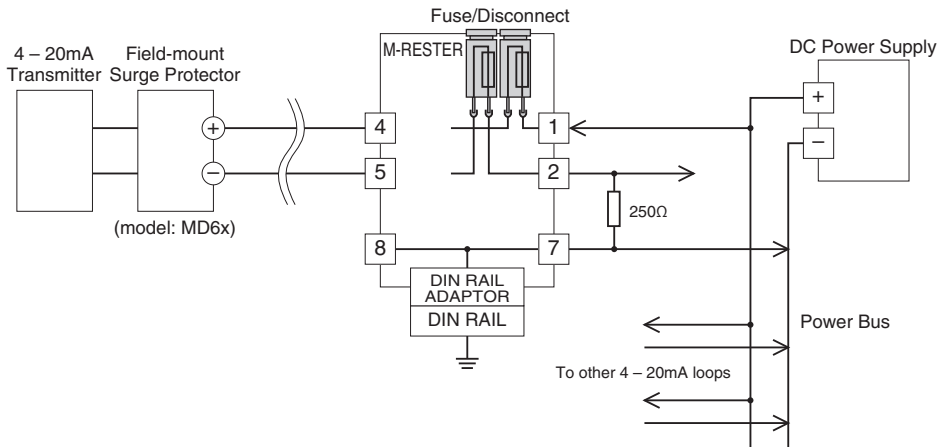 Fuse/Disconnect
4 – 20mA
Transmitter
Field-mount
Surge Protector
M-RESTER
DC Power Supply
+
–
+
–
4
1
5
2
250Ω
(model: MD6x)
8
7
DIN RAIL
ADAPTOR
DIN RAIL
Power Bus
To other 4 – 20mA loops